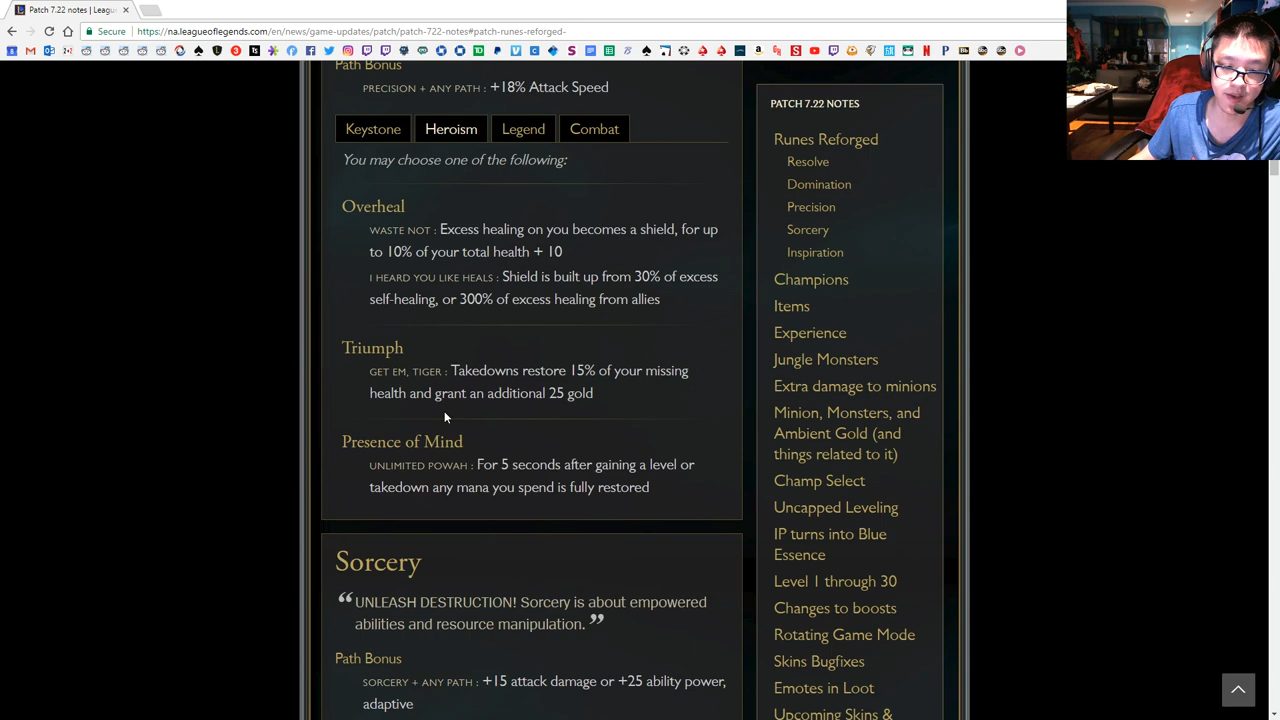 Patch 7.22 notes | Leagu
Secure
https://na.leagueoflegends.com/en/news/game-updates/patch/patch-722-notes#patch-runes-reforged-
Path Bonus
PRECISION + ANY PATH : +18% Attack Speed
Keystone
Heroism
Legend
Combat
You may choose one of the following:
Overheal
WASTE NOT : Excess healing on you becomes a shield, for up
to 10% of your total health + 10
I HEARD YOU LIKE HEALS : Shield is built up from 30% of excess
self-healing, or 300% of excess healing from allies
Triumph
GET EM, TIGER : Takedowns restore 15% of your missing
health and grant an additional 25 gold
Presence of Mind
UNLIMITED POWAH : For 5 seconds after gaining a level or
takedown any mana you spend is fully restored
Sorcery
“ UNLEASH DESTRUCTION! Sorcery is about empowered
abilities and resource manipulation. ”
Path Bonus
SORCERY + ANY PATH : +15 attack damage or +25 ability power,
adaptive
PATCH 7.22 NOTES
Runes Reforged
Resolve
Domination
Precision
Sorcery
Inspiration
Champions
Items
Experience
Jungle Monsters
Extra damage to minions
Minion, Monsters, and
Ambient Gold (and
things related to it)
Champ Select
Uncapped Leveling
IP turns into Blue
Essence
Level 1 through 30
Changes to boosts
Rotating Game Mode
Skins Bugfixes
Emotes in Loot
Upcoming Skins &